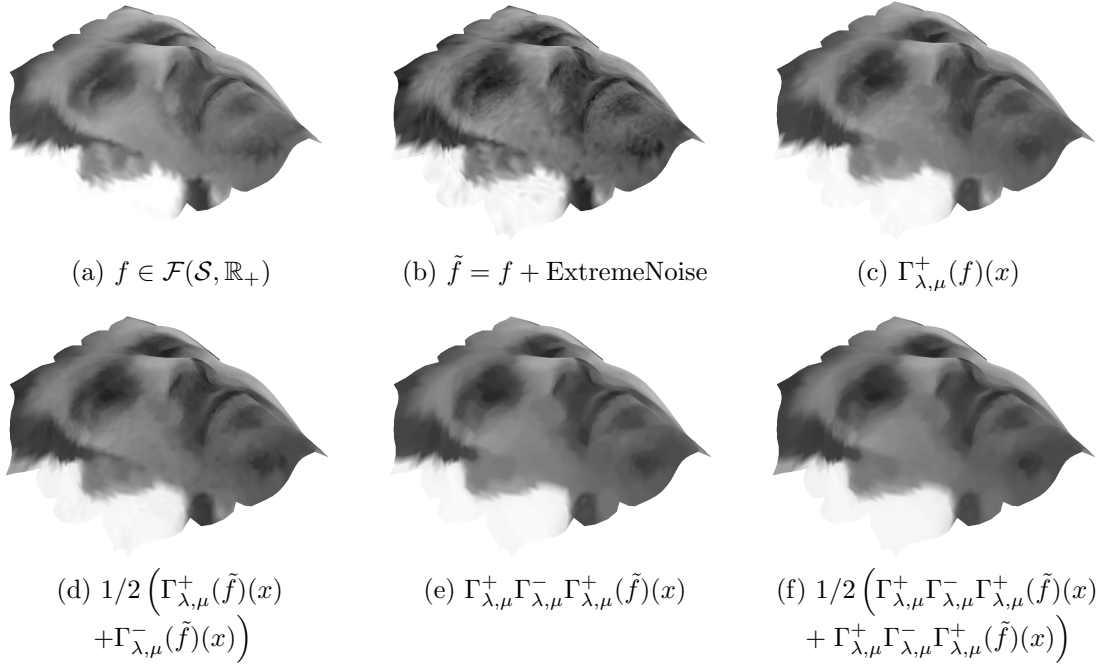 (a) f ∈ 𝓕(𝓢, ℝ₊)
(b) f̃ = f + ExtremeNoise
(c) Γ⁺_{λ,μ}(f)(x)
(d) 1/2 (Γ⁺_{λ,μ}(f̃)(x)
+Γ⁻_{λ,μ}(f̃)(x))
(e) Γ⁺_{λ,μ}Γ⁻_{λ,μ}Γ⁺_{λ,μ}(f̃)(x)
(f) 1/2 (Γ⁺_{λ,μ}Γ⁻_{λ,μ}Γ⁺_{λ,μ}(f̃)(x)
+ Γ⁺_{λ,μ}Γ⁻_{λ,μ}Γ⁺_{λ,μ}(f̃)(x))